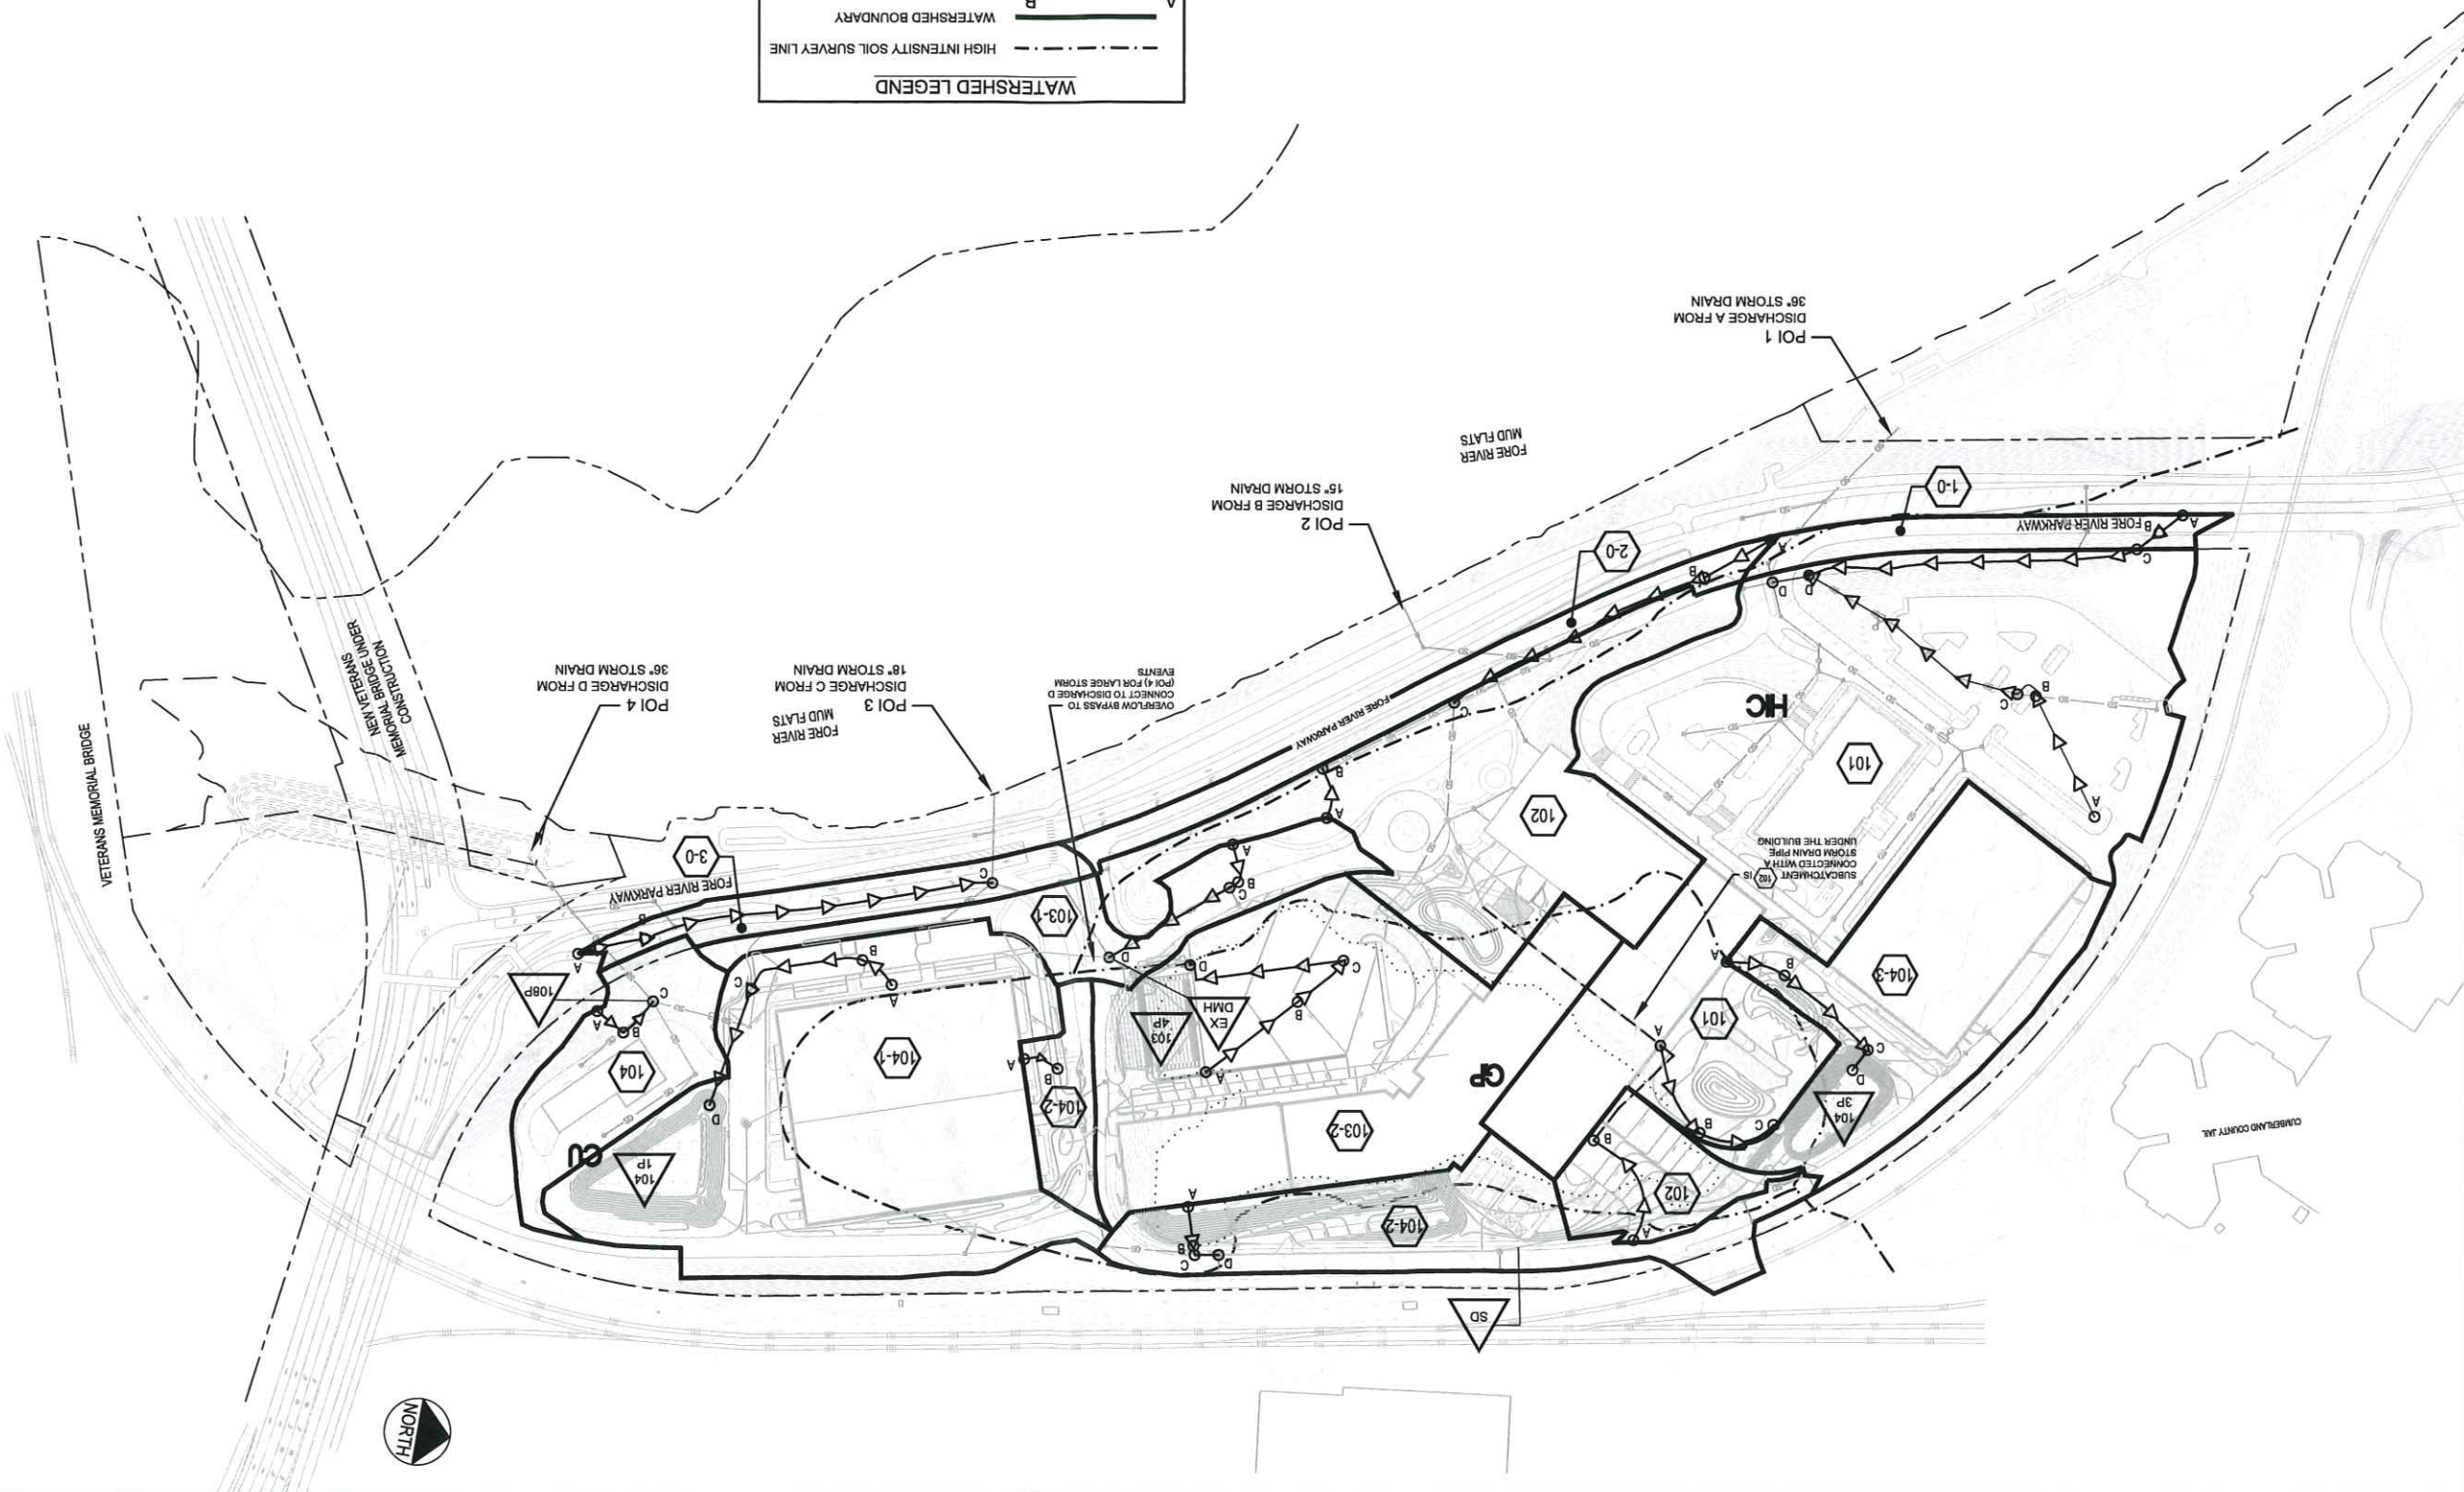 NORTH
SD
CUMBERLAND COUNTY JAIL
104-2
102
104
1P
CU
104
3P
103-2
GP
104-2
104
104-1
103
4P
EX
DMH
101
104-3
108P
103-1
SUBCATCHMENT 102 IS
CONNECTED WITH A
STORM DRAIN PIPE
UNDER THE BUILDING
3-0
FORE RIVER PARKWAY
102
101
HIC
VETERANS MEMORIAL BRIDGE
NEW VETERANS
MEMORIAL BRIDGE UNDER
CONSTRUCTION
POI 4
DISCHARGE D FROM
36" STORM DRAIN
POI 3
DISCHARGE C FROM
18" STORM DRAIN
FORE RIVER
MUD FLATS
OVERFLOW BYPASS TO
CONNECT TO DISCHARGE D
(POI 4) FOR LARGE STORM
EVENTS
FORE RIVER PARKWAY
2-0
FORE RIVER PARKWAY
1-0
POI 2
DISCHARGE B FROM
15" STORM DRAIN
FORE RIVER
MUD FLATS
POI 1
DISCHARGE A FROM
36" STORM DRAIN
WATERSHED LEGEND
HIGH INTENSITY SOIL SURVEY LINE
WATERSHED BOUNDARY
A B